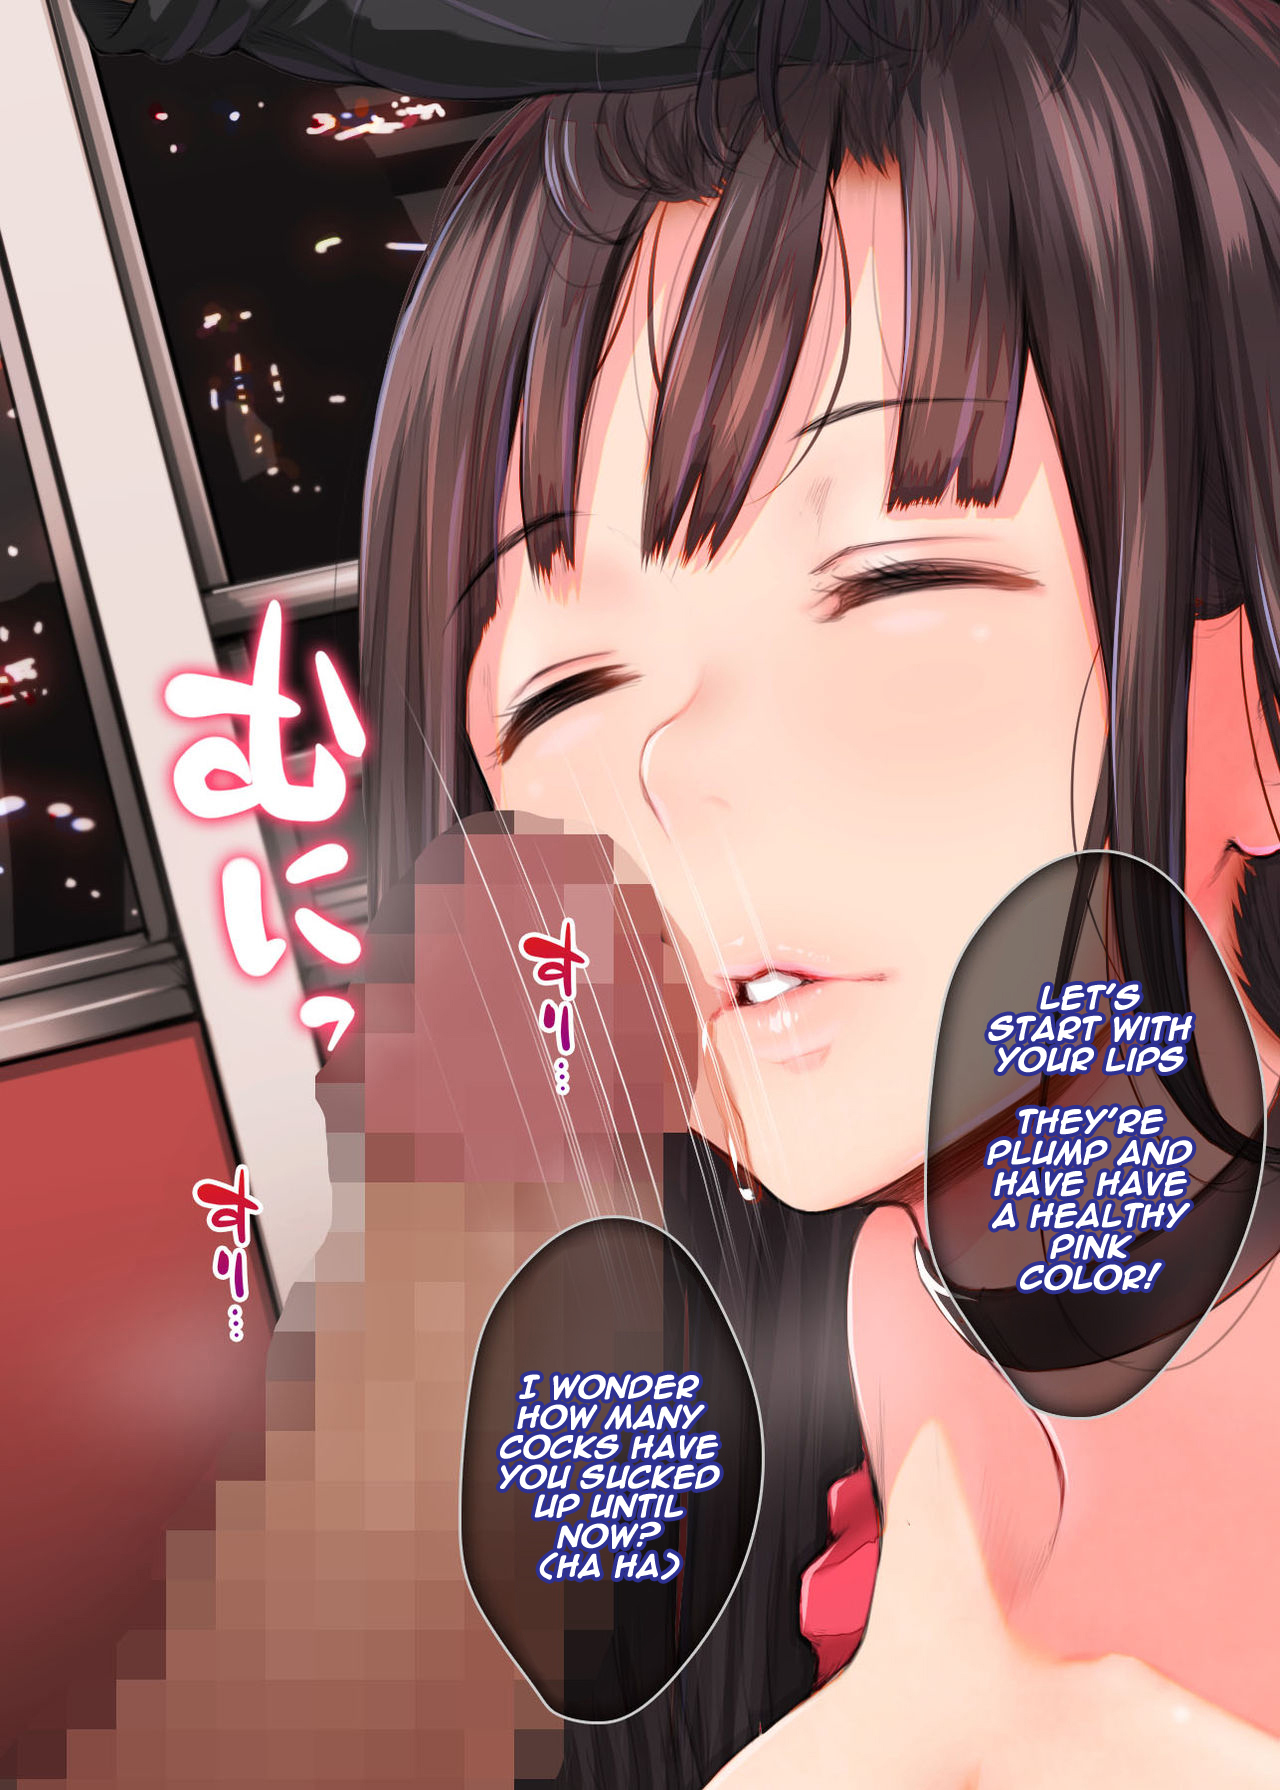 むにっ
すり…
すり…
LET'S
START WITH
YOUR LIPS
THEY'RE
PLUMP AND
HAVE HAVE
A HEALTHY
PINK
COLOR!
I WONDER
HOW MANY
COCKS HAVE
YOU SUCKED
UP UNTIL
NOW?
(HA HA)